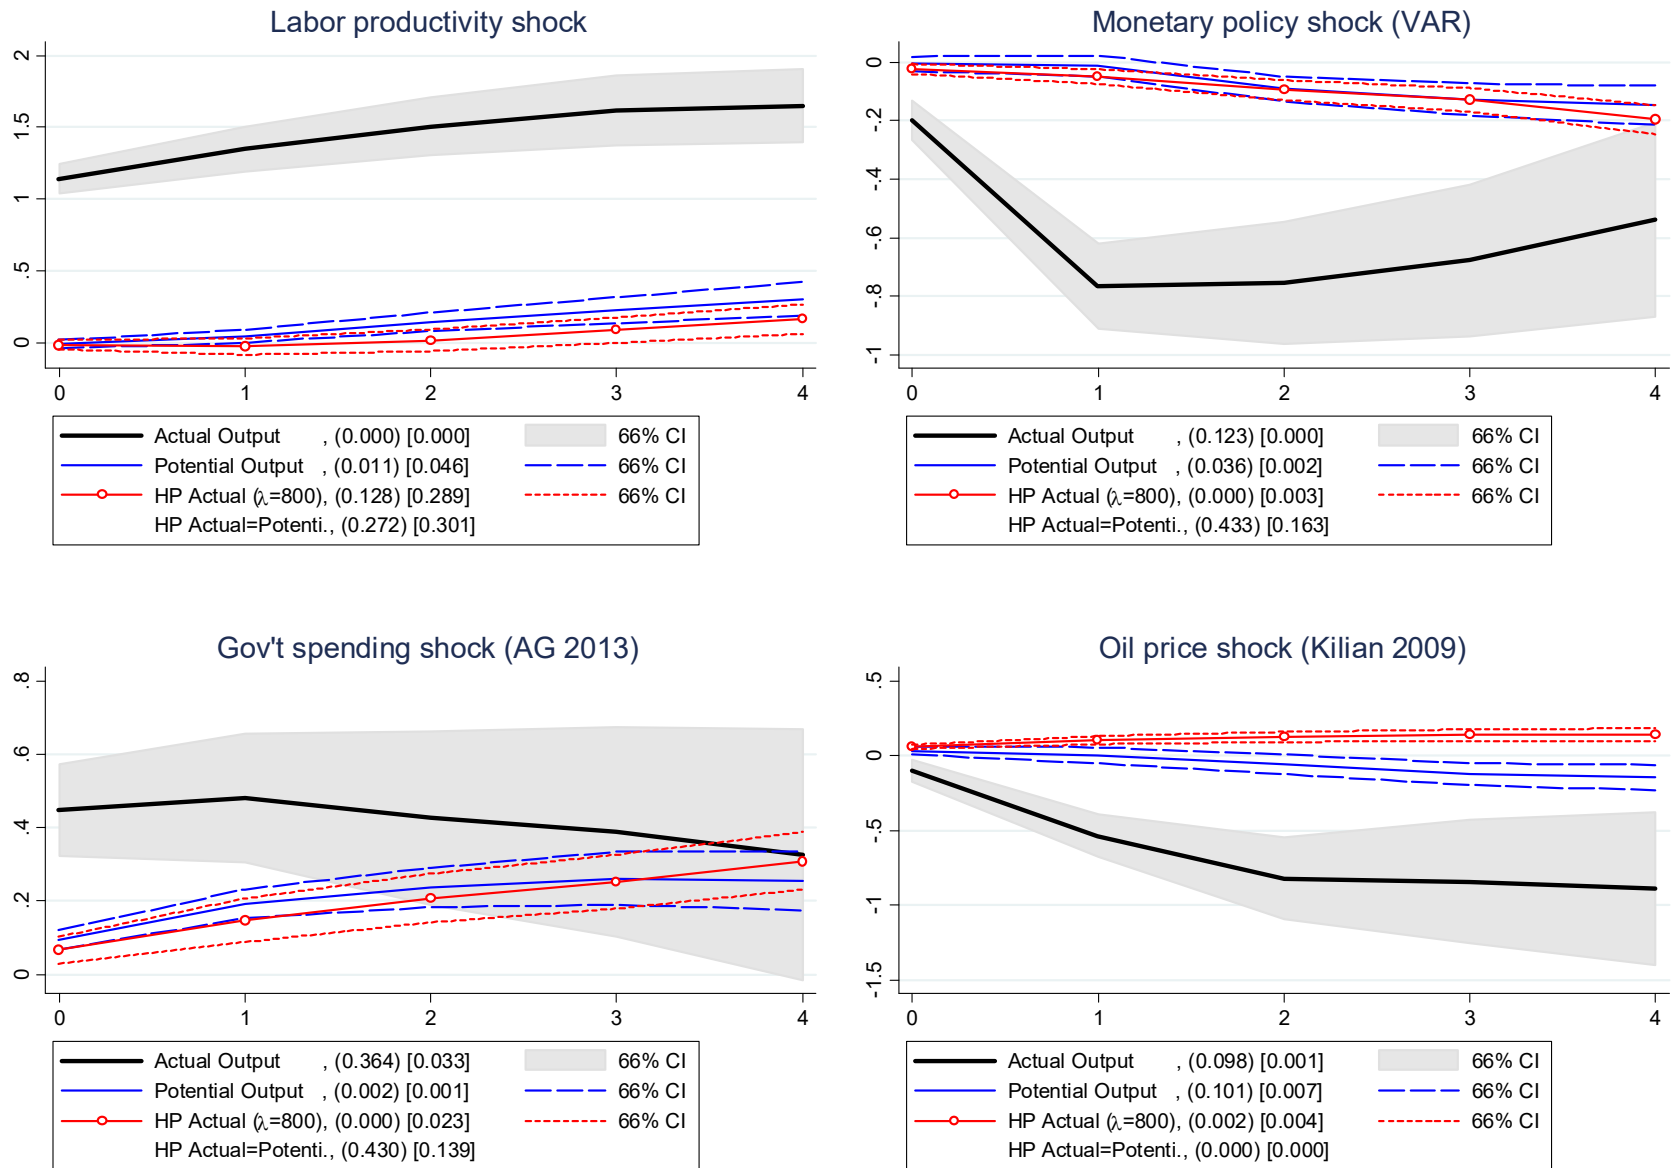 Labor productivity shock
2
1.5
1
.5
0
0 1 2 3 4
Actual Output , (0.000) [0.000] 66% CI
Potential Output , (0.011) [0.046] 66% CI
HP Actual (λ=800), (0.128) [0.289] 66% CI
HP Actual=Potenti., (0.272) [0.301]
Monetary policy shock (VAR)
0
-.2
-.4
-.6
-.8
-1
0 1 2 3 4
Actual Output , (0.123) [0.000] 66% CI
Potential Output , (0.036) [0.002] 66% CI
HP Actual (λ=800), (0.000) [0.003] 66% CI
HP Actual=Potenti., (0.433) [0.163]
Gov't spending shock (AG 2013)
.8
.6
.4
.2
0
0 1 2 3 4
Actual Output , (0.364) [0.033] 66% CI
Potential Output , (0.002) [0.001] 66% CI
HP Actual (λ=800), (0.000) [0.023] 66% CI
HP Actual=Potenti., (0.430) [0.139]
Oil price shock (Kilian 2009)
.5
0
-.5
-1
-1.5
0 1 2 3 4
Actual Output , (0.098) [0.001] 66% CI
Potential Output , (0.101) [0.007] 66% CI
HP Actual (λ=800), (0.002) [0.004] 66% CI
HP Actual=Potenti., (0.000) [0.000]